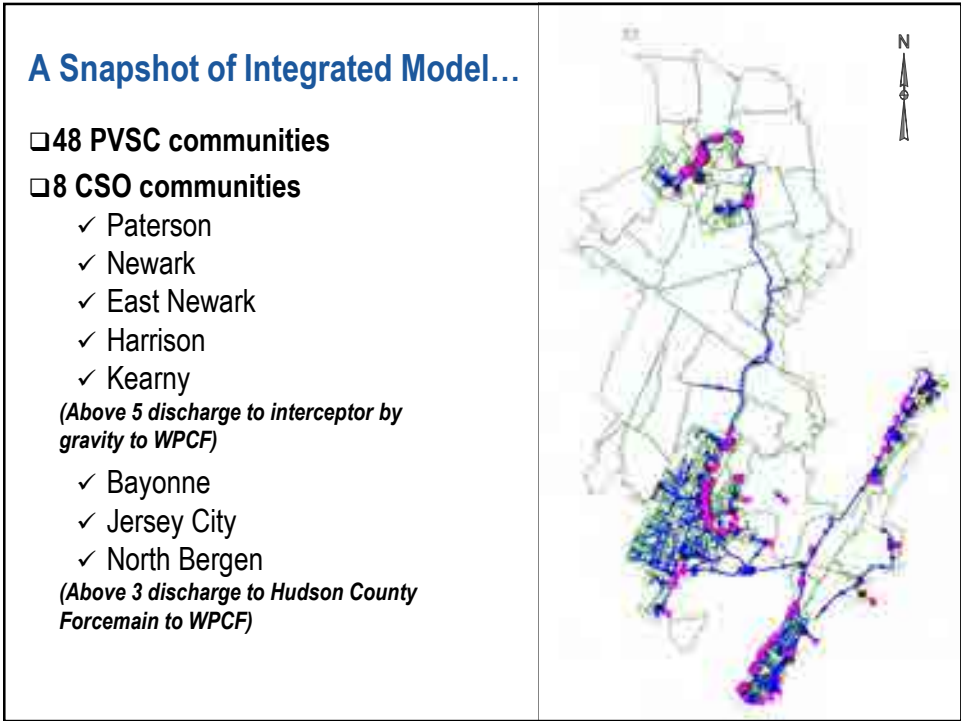 A Snapshot of Integrated Model…
❑48 PVSC communities
❑8 CSO communities
✓ Paterson
✓ Newark
✓ East Newark
✓ Harrison
✓ Kearny
(Above 5 discharge to interceptor by
gravity to WPCF)
✓ Bayonne
✓ Jersey City
✓ North Bergen
(Above 3 discharge to Hudson County
Forcemain to WPCF)
N